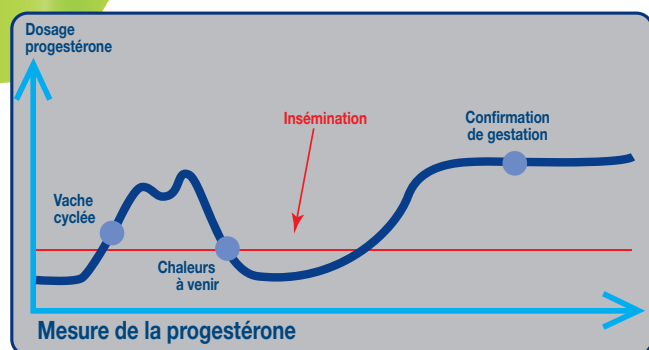 Dosage
progestérone
Insémination
Confirmation
de gestation
Vache
cyclée
Chaleurs
à venir
Mesure de la progestérone